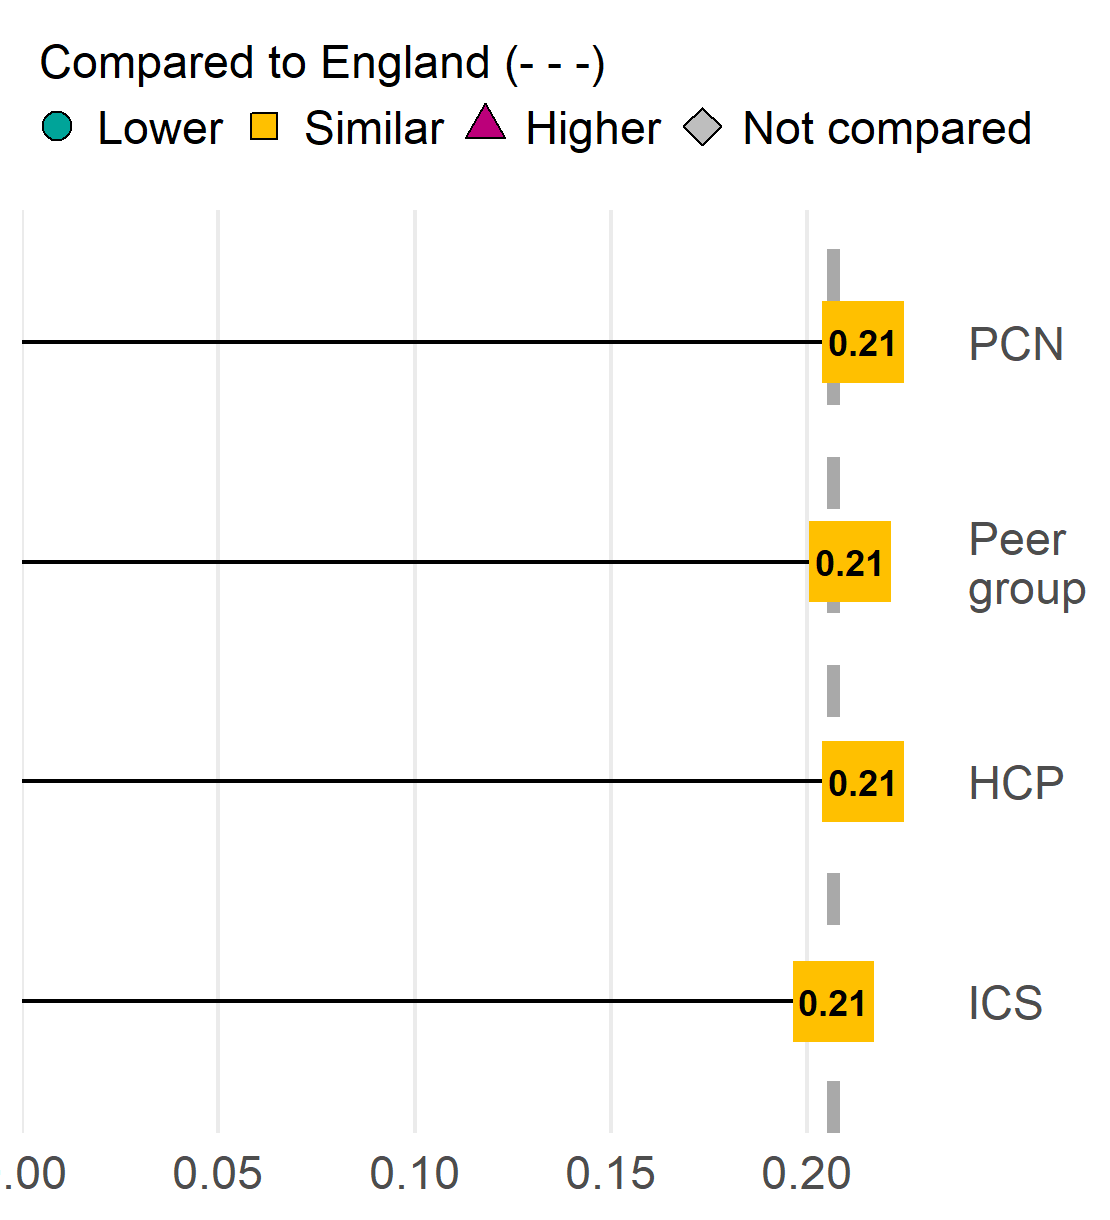 Compared to England (- - -)
Lower Similar Higher Not compared
0.21 PCN
0.21 Peer
group
0.21 HCP
0.21 ICS
.00 0.05 0.10 0.15 0.20